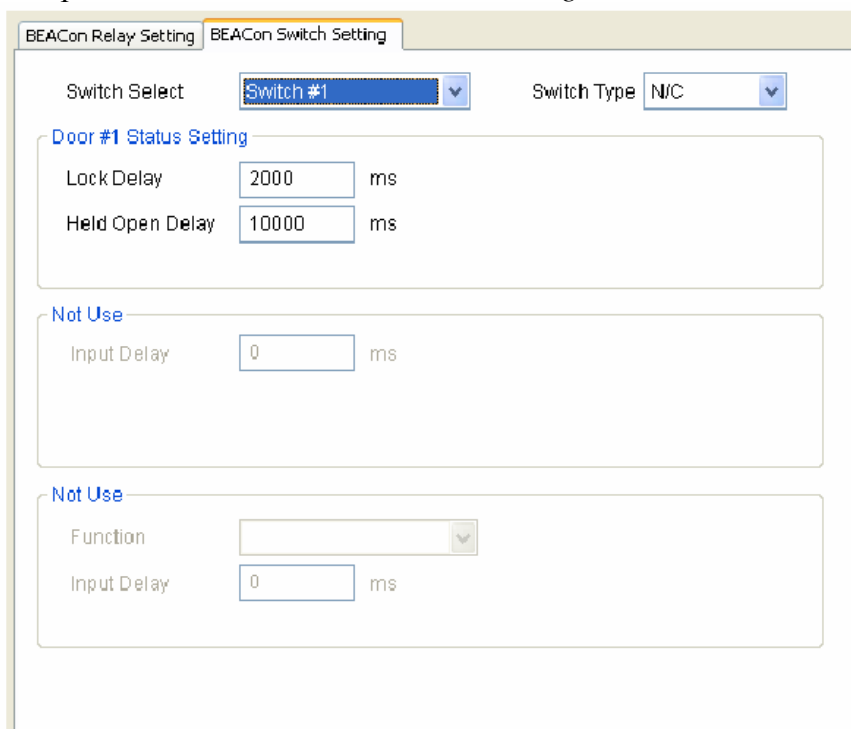 BEACon Relay Setting BEACon Switch Setting
Switch Select Switch #1 Switch Type N/C
Door #1 Status Setting
Lock Delay 2000 ms
Held Open Delay 10000 ms
Not Use
Input Delay 0 ms
Not Use
Function
Input Delay 0 ms